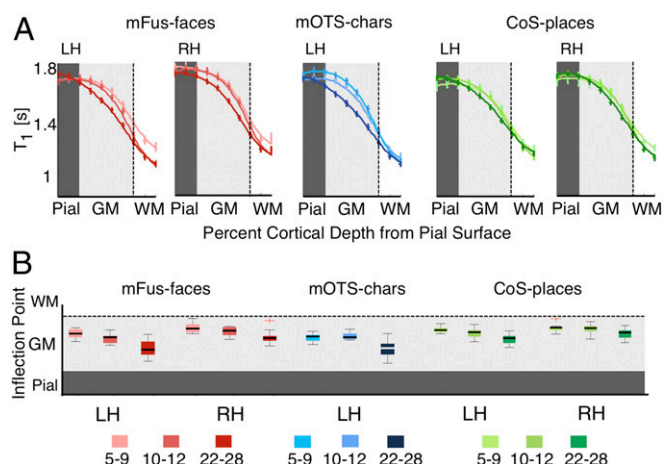 A
mFus-faces mOTS-chars CoS-places
LH RH LH LH RH
1.8
1.4
1
T1 [s]
Pial GM WM Pial GM WM Pial GM WM Pial GM WM Pial GM WM
Percent Cortical Depth from Pial Surface
B
mFus-faces mOTS-chars CoS-places
WM
GM
Pial
Inflection Point
LH RH LH LH RH
5-9 10-12 22-28 5-9 10-12 22-28 5-9 10-12 22-28